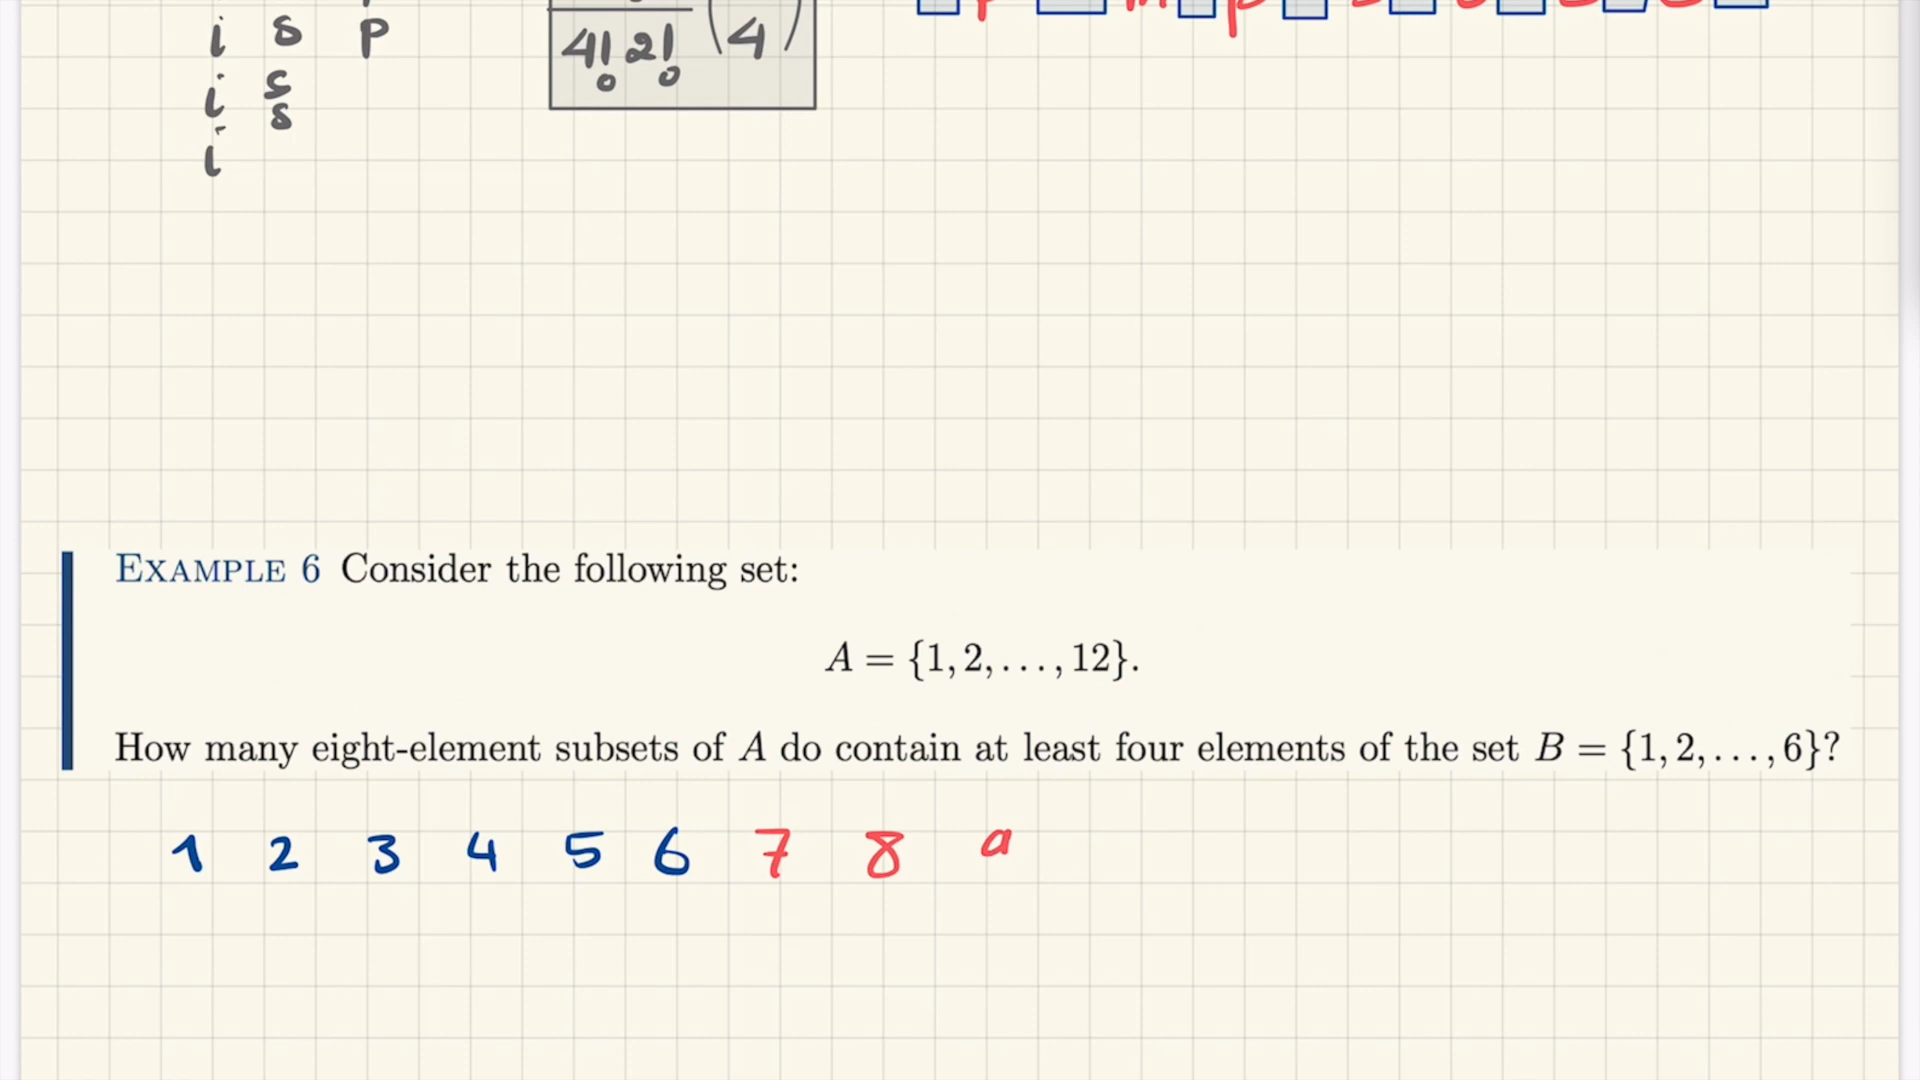 i s p
4! 2! (4)
i s
s
i
EXAMPLE 6 Consider the following set:
A = {1, 2, . . . , 12}.
How many eight-element subsets of A do contain at least four elements of the set B = {1, 2, . . . , 6}?
1 2 3 4 5 6 7 8